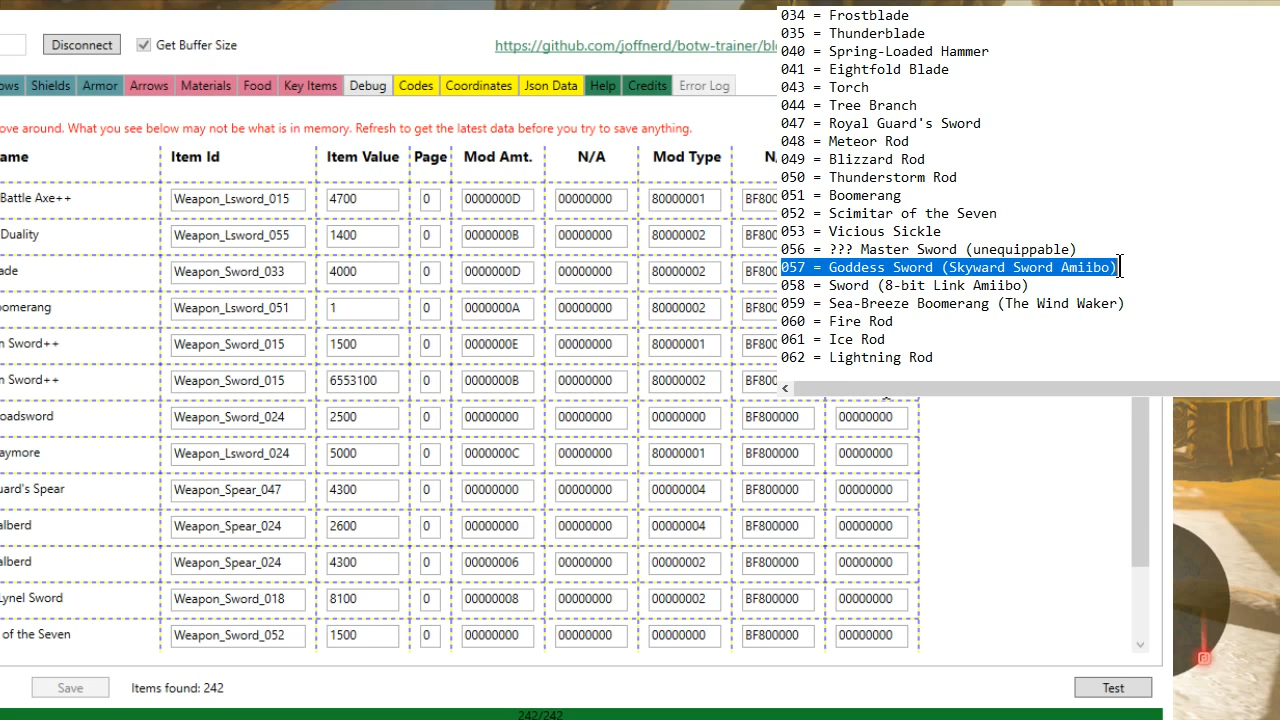 Disconnect
Get Buffer Size
https://github.com/joffnerd/botw-trainer/blo
ows Shields Armor Arrows Materials Food Key Items Debug Codes Coordinates Json Data Help Credits Error Log
ove around. What you see below may not be what is in memory. Refresh to get the latest data before you try to save anything.
ame Item Id Item Value Page Mod Amt. N/A Mod Type N/
Battle Axe++ Weapon_Lsword_015 4700 0 0000000D 00000000 80000001 BF800
Duality Weapon_Lsword_055 1400 0 0000000B 00000000 80000002 BF800
ade Weapon_Sword_033 4000 0 0000000D 00000000 80000002 BF800
oomerang Weapon_Lsword_051 1 0 0000000A 00000000 80000002 BF800
n Sword++ Weapon_Sword_015 1500 0 0000000E 00000000 80000001 BF800
n Sword++ Weapon_Sword_015 6553100 0 0000000B 00000000 80000002 BF800
oadsword Weapon_Sword_024 2500 0 00000000 00000000 00000000 BF800000 00000000
aymore Weapon_Lsword_024 5000 0 0000000C 00000000 80000001 BF800000 00000000
uard's Spear Weapon_Spear_047 4300 0 00000000 00000000 00000004 BF800000 00000000
alberd Weapon_Spear_024 2600 0 00000000 00000000 00000004 BF800000 00000000
alberd Weapon_Spear_024 4300 0 00000006 00000000 00000002 BF800000 00000000
Lynel Sword Weapon_Sword_018 8100 0 00000008 00000000 00000002 BF800000 00000000
of the Seven Weapon_Sword_052 1500 0 00000000 00000000 00000000 BF800000 00000000
Save Items found: 242 Test
242/242
034 = Frostblade
035 = Thunderblade
040 = Spring-Loaded Hammer
041 = Eightfold Blade
043 = Torch
044 = Tree Branch
047 = Royal Guard's Sword
048 = Meteor Rod
049 = Blizzard Rod
050 = Thunderstorm Rod
051 = Boomerang
052 = Scimitar of the Seven
053 = Vicious Sickle
056 = ??? Master Sword (unequippable)
057 = Goddess Sword (Skyward Sword Amiibo)
058 = Sword (8-bit Link Amiibo)
059 = Sea-Breeze Boomerang (The Wind Waker)
060 = Fire Rod
061 = Ice Rod
062 = Lightning Rod